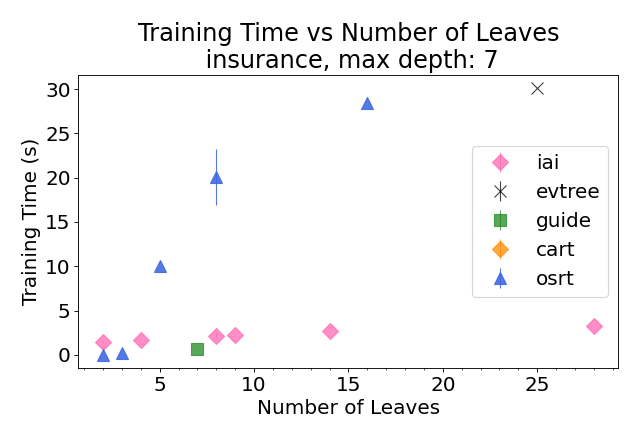 Training Time vs Number of Leaves
insurance, max depth: 7
Training Time (s)
30
25
20
15
10
5
0
iai
evtree
guide
cart
osrt
5 10 15 20 25
Number of Leaves